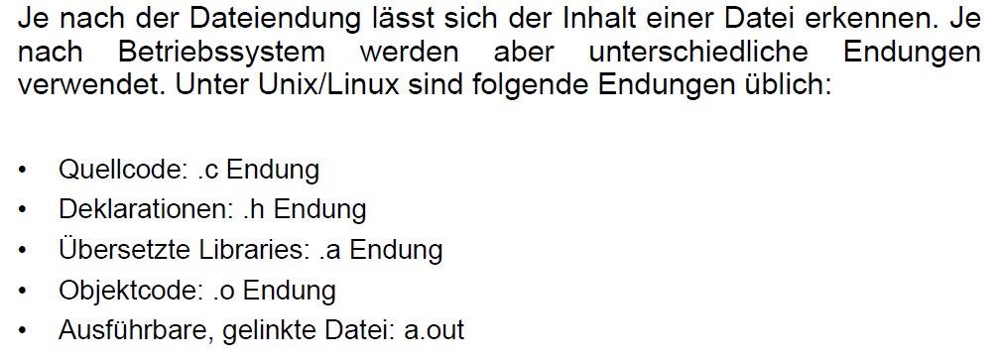 Je nach der Dateiendung lässt sich der Inhalt einer Datei erkennen. Je
nach Betriebssystem werden aber unterschiedliche Endungen
verwendet. Unter Unix/Linux sind folgende Endungen üblich:
• Quellcode: .c Endung
• Deklarationen: .h Endung
• Übersetzte Libraries: .a Endung
• Objektcode: .o Endung
• Ausführbare, gelinkte Datei: a.out